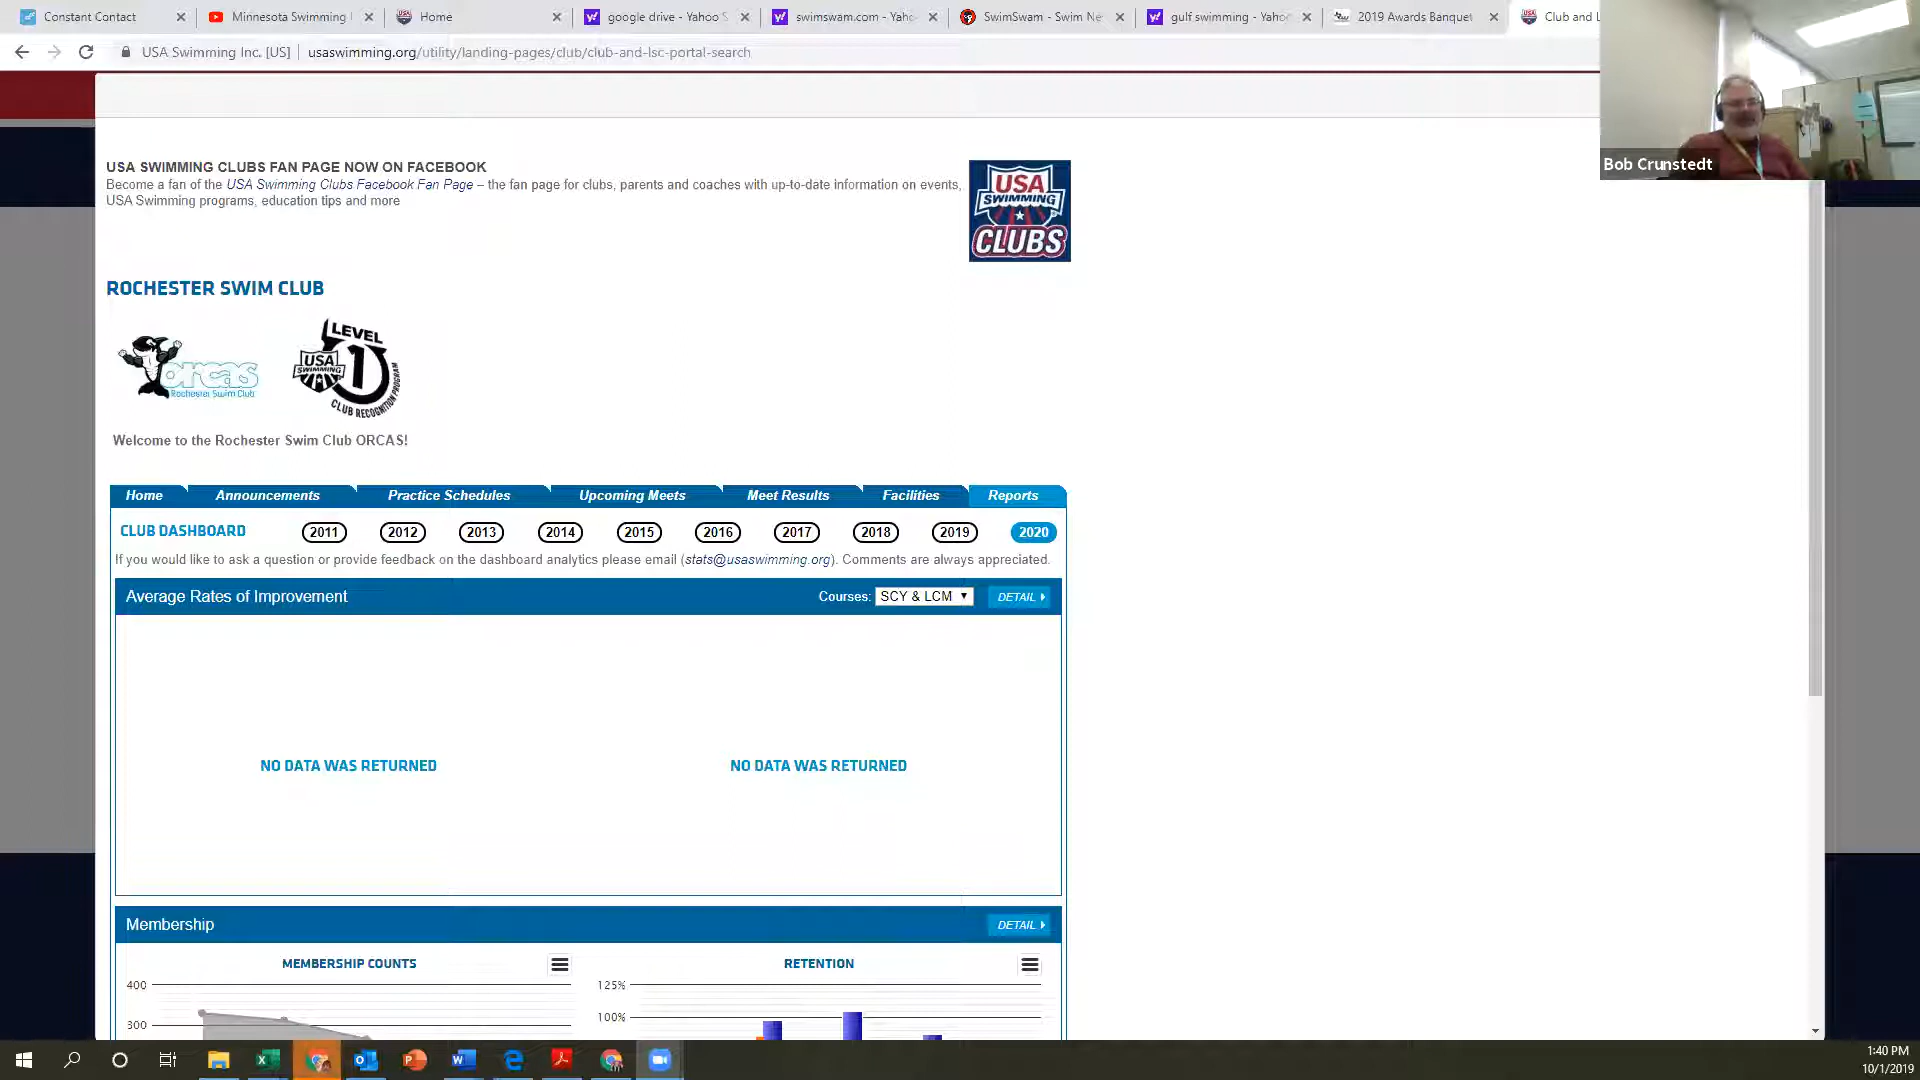 Constant Contact
Minnesota Swimming
Home
google drive - Yahoo S
swimswam.com - Yaho
SwimSwam - Swim Ne
gulf swimming - Yahoo
2019 Awards Banquet
Club and L
USA Swimming Inc. [US]
usaswimming.org/utility/landing-pages/club/club-and-lsc-portal-search
Bob Crunstedt
USA SWIMMING CLUBS FAN PAGE NOW ON FACEBOOK
Become a fan of the USA Swimming Clubs Facebook Fan Page – the fan page for clubs, parents and coaches with up-to-date information on events,
USA Swimming programs, education tips and more
USA
SWIMMING
CLUBS
ROCHESTER SWIM CLUB
orcas
Rochester Swim Club
LEVEL
1
USA
SWIMMING
CLUB RECOGNITION PROGRAM
Welcome to the Rochester Swim Club ORCAS!
Home Announcements Practice Schedules Upcoming Meets Meet Results Facilities Reports
CLUB DASHBOARD 2011 2012 2013 2014 2015 2016 2017 2018 2019 2020
If you would like to ask a question or provide feedback on the dashboard analytics please email (stats@usaswimming.org). Comments are always appreciated.
Average Rates of Improvement Courses: SCY & LCM DETAIL
NO DATA WAS RETURNED NO DATA WAS RETURNED
Membership DETAIL
MEMBERSHIP COUNTS RETENTION
400 125%
300 100%
1:40 PM
10/1/2019